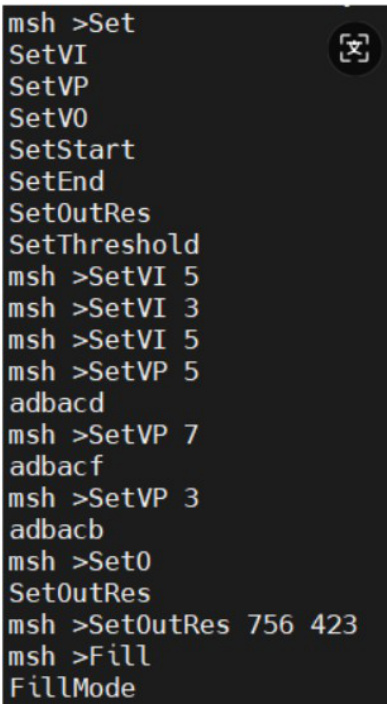 msh >Set
SetVI
SetVP
SetVO
SetStart
SetEnd
SetOutRes
SetThreshold
msh >SetVI 5
msh >SetVI 3
msh >SetVI 5
msh >SetVP 5
adbacd
msh >SetVP 7
adbacf
msh >SetVP 3
adbacb
msh >SetO
SetOutRes
msh >SetOutRes 756 423
msh >Fill
FillMode